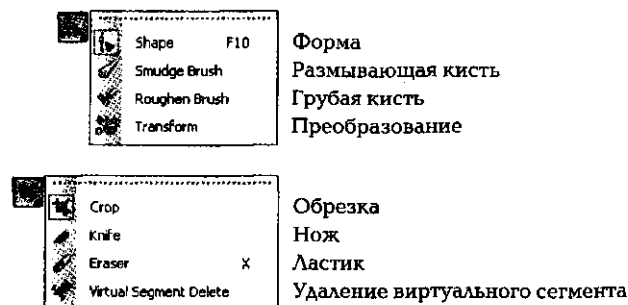 Shape F10 Форма
Smudge Brush Размывающая кисть
Roughen Brush Грубая кисть
Transform Преобразование
Crop Обрезка
Knife Нож
Eraser X Ластик
Virtual Segment Delete Удаление виртуального сегмента